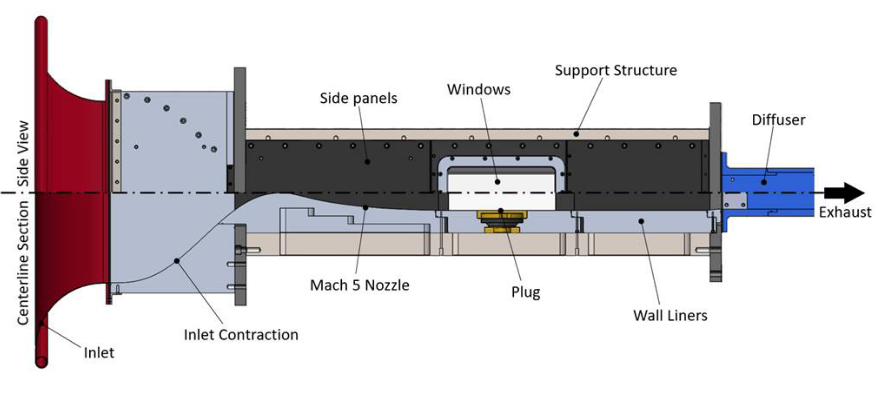 Support Structure
Windows
Side panels
Diffuser
Centerline Section - Side View
Exhaust
Mach 5 Nozzle
Plug
Wall Liners
Inlet Contraction
Inlet